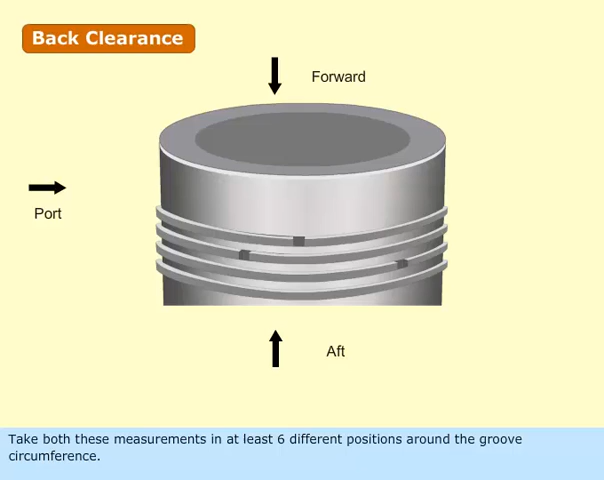 Back Clearance
Forward
Port
Aft
Take both these measurements in at least 6 different positions around the groove
circumference.